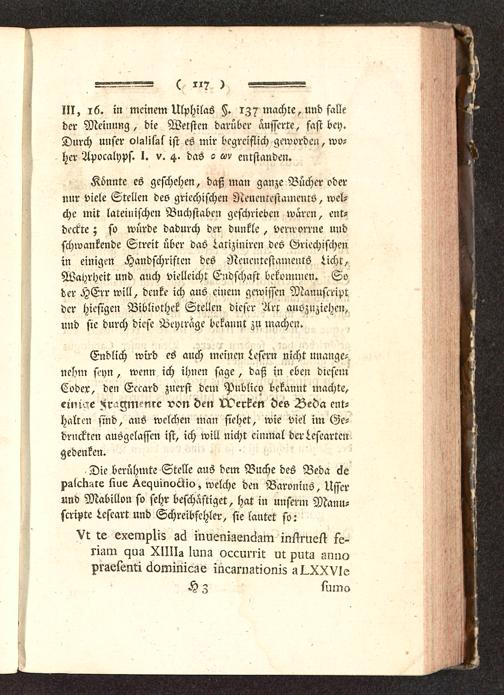 ( 117 )
III, 16. in meinem Ulphilas §. 137 machte, und falle
der Meinung, die Wetsten darüber äusserte, fast bey.
Durch unser olalisal ist es mir begreiflich geworden, wo-
her Apocalyps. I. v. 4. das ο ων entstanden.
Könnte es geschehen, daß man ganze Bücher oder
nur viele Stellen des griechischen Neuentestaments, wel-
che mit lateinischen Buchstaben geschrieben wären, ent-
deckte; so würde dadurch der dunkle, verworrne und
schwankende Streit über das Latiziniren des Griechischen
in einigen Handschriften des Neuentestaments Licht,
Wahrheit und auch vielleicht Endschaft bekommen. So
der HErr will, denke ich aus einem gewissen Manuscript
der hiesigen Bibliothek Stellen dieser Art auszuziehen,
und sie durch diese Beyträge bekannt zu machen.
Endlich wird es auch meinen Lesern nicht unange-
nehm seyn, wenn ich ihnen sage, daß in eben diesem
Codex, den Eccard zuerst dem Publico bekannt machte,
einige Fragmente von den Werken des Beda ent-
halten sind, aus welchen man siehet, wie viel im Ge-
druckten ausgelassen ist, ich will nicht einmal der Lesearten
gedenken.
Die berühmte Stelle aus dem Buche des Beda de
palchate siue Aequinoctio, welche den Baronius, Usser
und Mabillon so sehr beschäftiget, hat in unserm Manu-
scripte Leseart und Schreibfehler, sie lautet so:
Vt te exemplis ad inueniaendam instruest fe-
riam qua XIIIIa luna occurrit ut puta anno
praesenti dominicae incarnationis a LXXVIe
H 3 sumo